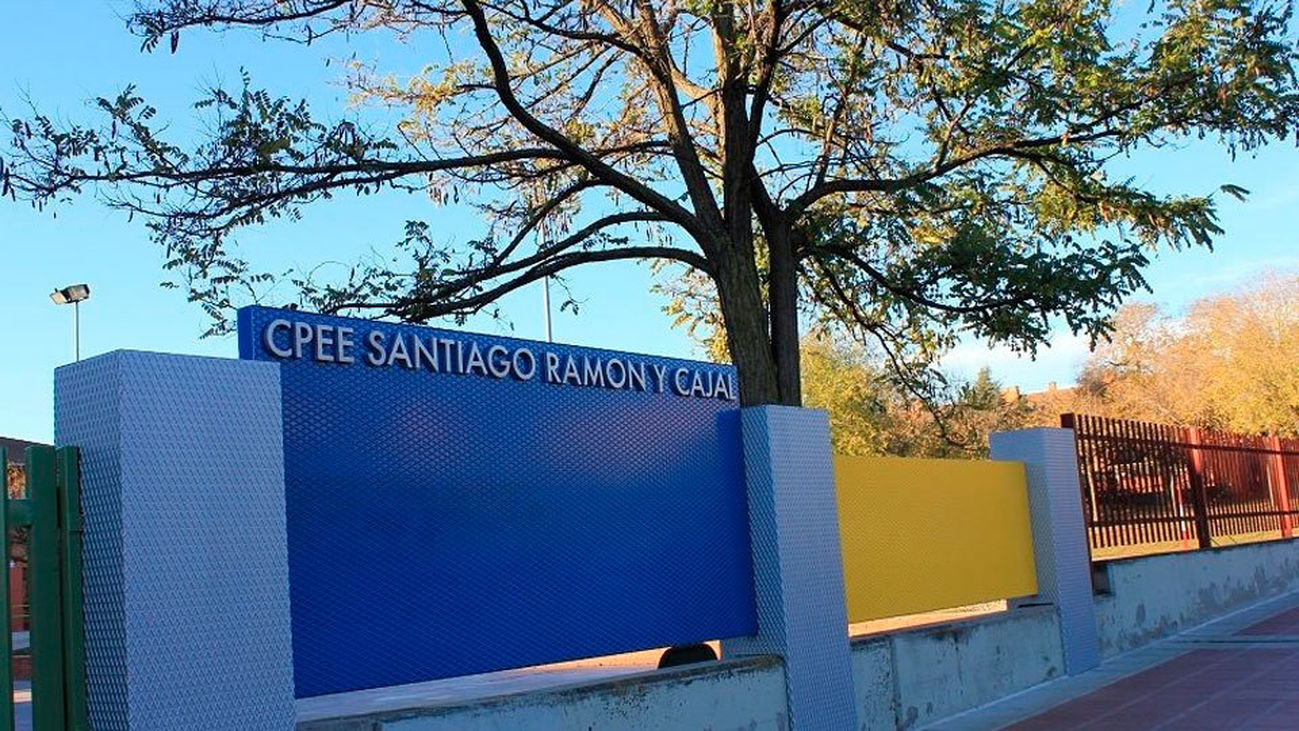 CPEE SANTIAGO RAMON Y CAJAL